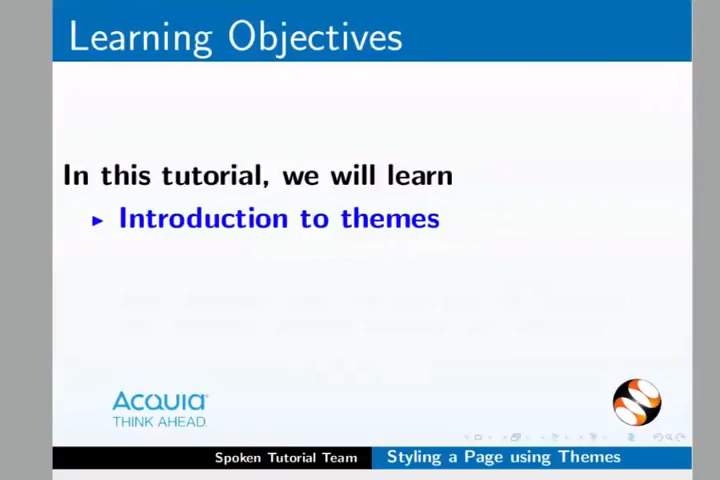 Learning Objectives
In this tutorial, we will learn
Introduction to themes
Acquia
THINK AHEAD.
Spoken Tutorial Team
Styling a Page using Themes